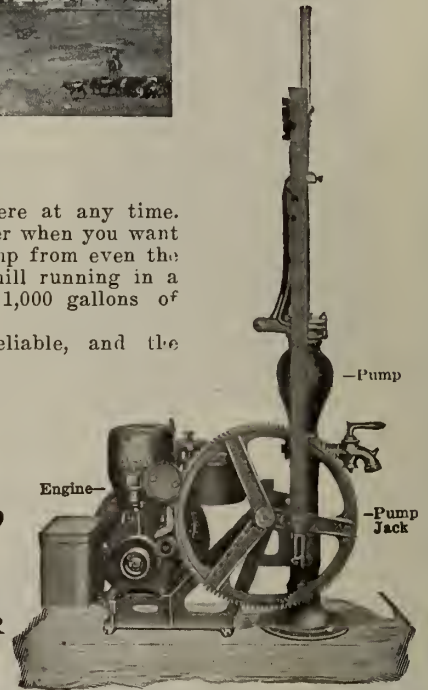 ere at any time.
er when you want
np from even the
mill running in a
1,000 gallons of
eliable, and the
—Pump
Engine—
—Pump
Jack